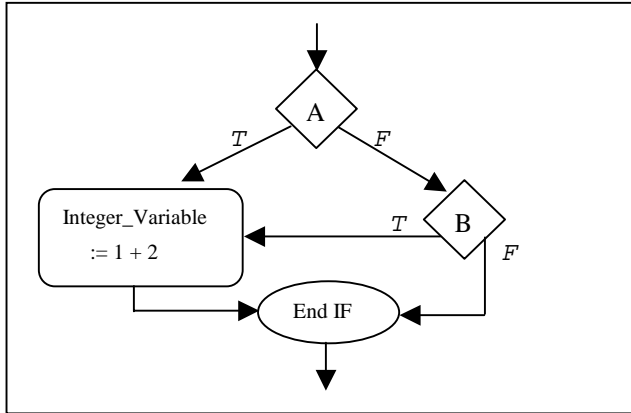 A
T
F
Integer_Variable
:= 1 + 2
B
T
F
End IF